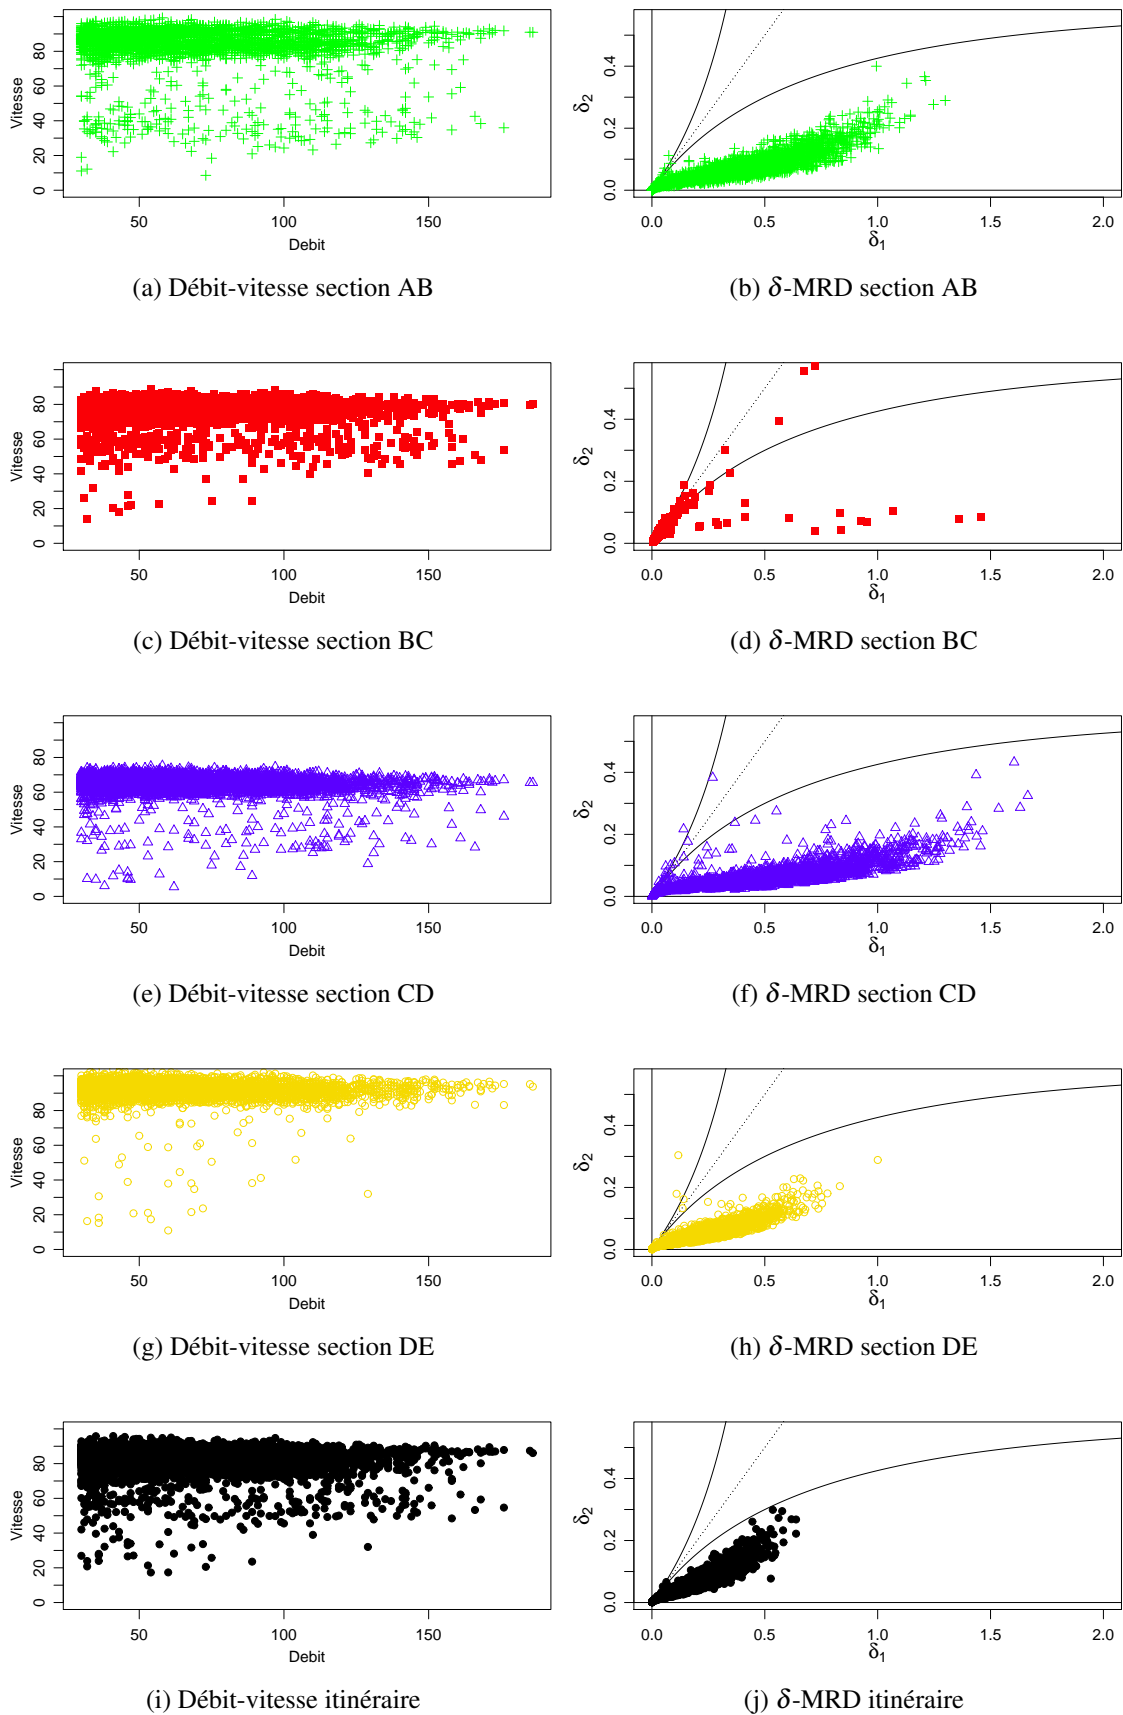 Vitesse
0 20 40 60 80
50 100 150
Debit
(a) Débit-vitesse section AB
δ2
0.0 0.2 0.4
0.0 0.5 1.0 1.5 2.0
δ1
(b) δ-MRD section AB
Vitesse
0 20 40 60 80
50 100 150
Debit
(c) Débit-vitesse section BC
δ2
0.0 0.2 0.4
0.0 0.5 1.0 1.5 2.0
δ1
(d) δ-MRD section BC
Vitesse
0 20 40 60 80
50 100 150
Debit
(e) Débit-vitesse section CD
δ2
0.0 0.2 0.4
0.0 0.5 1.0 1.5 2.0
δ1
(f) δ-MRD section CD
Vitesse
0 20 40 60 80
50 100 150
Debit
(g) Débit-vitesse section DE
δ2
0.0 0.2 0.4
0.0 0.5 1.0 1.5 2.0
δ1
(h) δ-MRD section DE
Vitesse
0 20 40 60 80
50 100 150
Debit
(i) Débit-vitesse itinéraire
δ2
0.0 0.2 0.4
0.0 0.5 1.0 1.5 2.0
δ1
(j) δ-MRD itinéraire